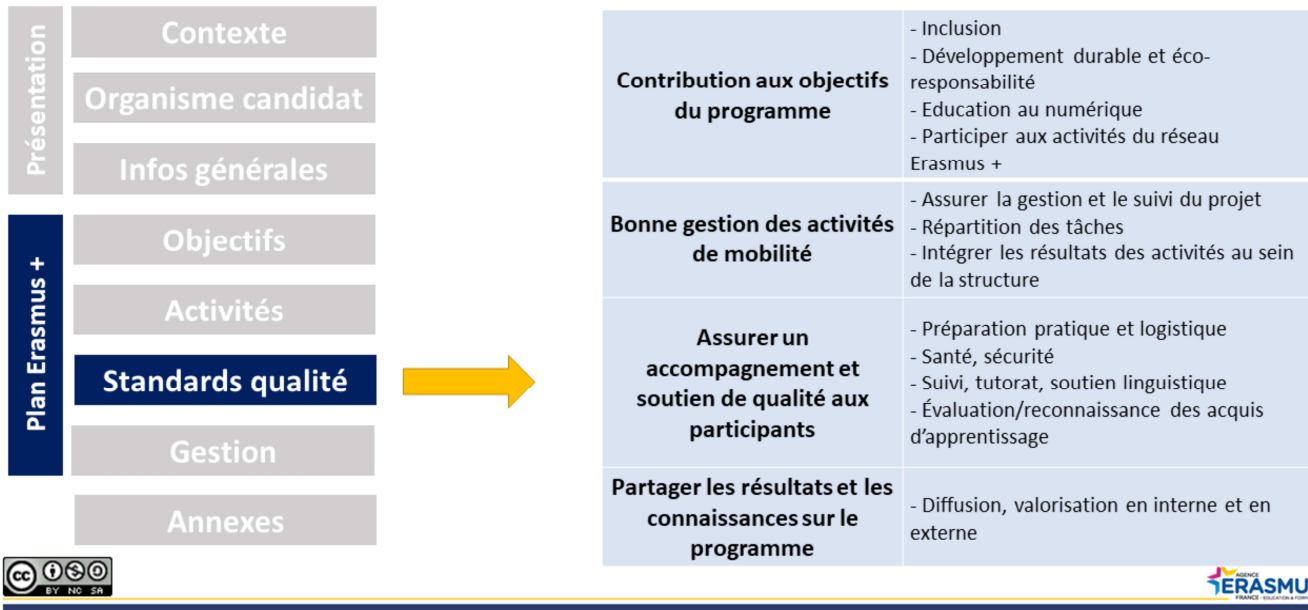 Présentation
Contexte
Organisme candidat
Infos générales
Plan Erasmus +
Objectifs
Activités
Standards qualité
Gestion
Annexes
Contribution aux objectifs
du programme
- Inclusion
- Développement durable et éco-
responsabilité
- Education au numérique
- Participer aux activités du réseau
Erasmus +
Bonne gestion des activités
de mobilité
- Assurer la gestion et le suivi du projet
- Répartition des tâches
- Intégrer les résultats des activités au sein
de la structure
Assurer un
accompagnement et
soutien de qualité aux
participants
- Préparation pratique et logistique
- Santé, sécurité
- Suivi, tutorat, soutien linguistique
- Évaluation/reconnaissance des acquis
d'apprentissage
Partager les résultats et les
connaissances sur le
programme
- Diffusion, valorisation en interne et en
externe
cc
BY NC SA
AGENCE
ERASMU
FRANCE - EDUCATION & FORM